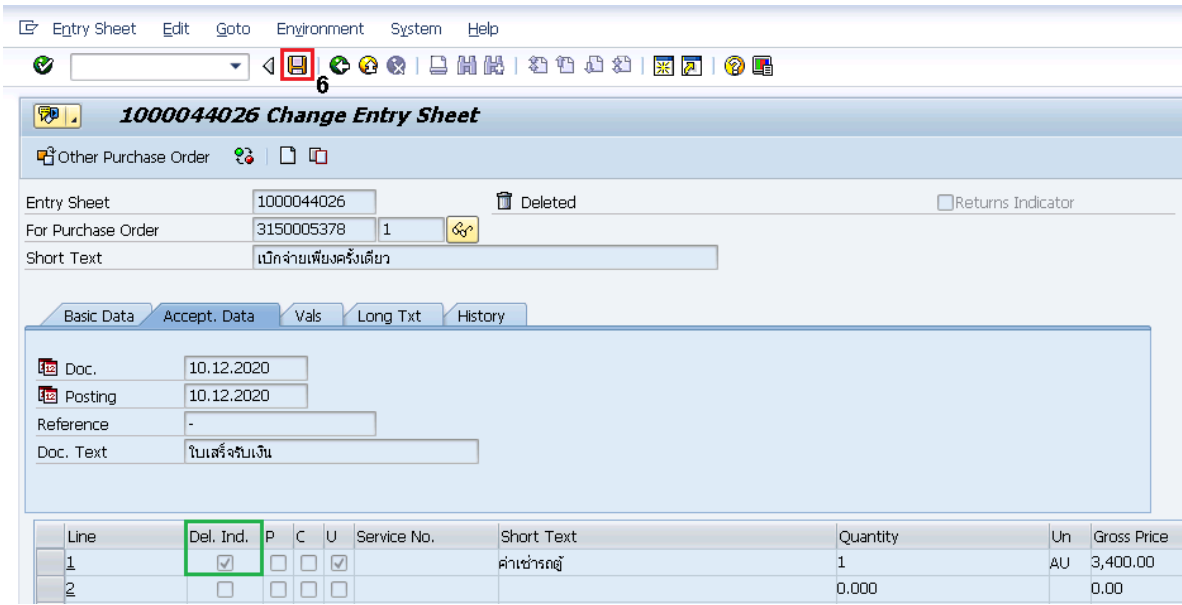 Entry Sheet Edit Goto Environment System Help
6
1000044026 Change Entry Sheet
Other Purchase Order
Entry Sheet 1000044026 Deleted Returns Indicator
For Purchase Order 3150005378 1
Short Text เบิกจ่ายเพียงครั้งเดียว
Basic Data Accept. Data Vals Long Txt History
Doc. 10.12.2020
Posting 10.12.2020
Reference -
Doc. Text ใบเสร็จรับเงิน
Line Del. Ind. P C U Service No. Short Text Quantity Un Gross Price
1 ค่าเช่ารถตู้ 1 AU 3,400.00
2 0.000 0.00